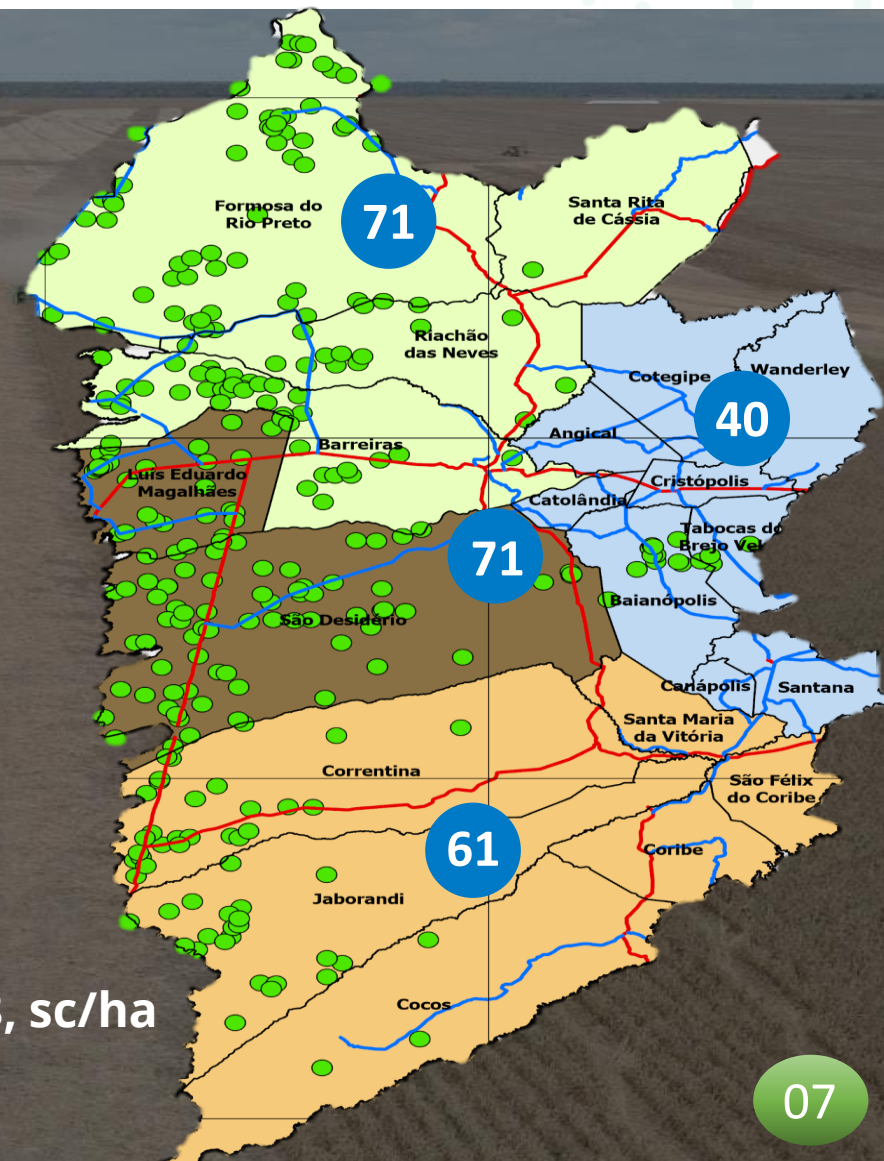 Formosa do
Rio Preto
71
Santa Rita
de Cássia
Riachão
das Neves
Cotegipe
Wanderley
40
Angical
Barreiras
Luís Eduardo
Magalhães
Cristópolis
Catolândia
Tabocas do
Brejo Vel
71
Baianópolis
São Desidério
Canápolis
Santana
Santa Maria
da Vitória
Correntina
São Félix
do Coribe
61
Coribe
Jaborandi
Cocos
, sc/ha
07